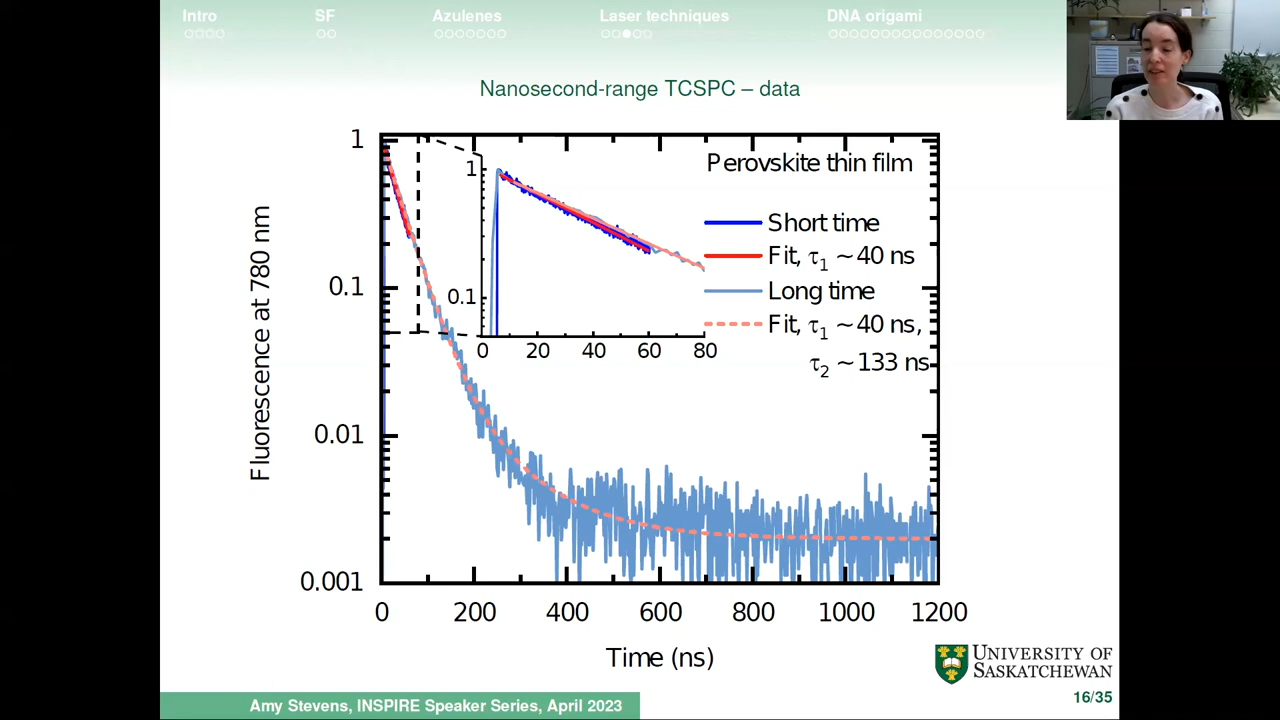 Intro
SF
Azulenes
Laser techniques
DNA origami
Nanosecond-range TCSPC – data
Fluorescence at 780 nm
1
0.1
0.01
0.001
0
200
400
600
800
1000
1200
Time (ns)
1
0.1
0
20
40
60
80
Perovskite thin film
Short time
Fit, τ1 ~40 ns
Long time
Fit, τ1 ~40 ns,
τ2 ~133 ns
UNIVERSITY OF
SASKATCHEWAN
Amy Stevens, INSPIRE Speaker Series, April 2023
16/35